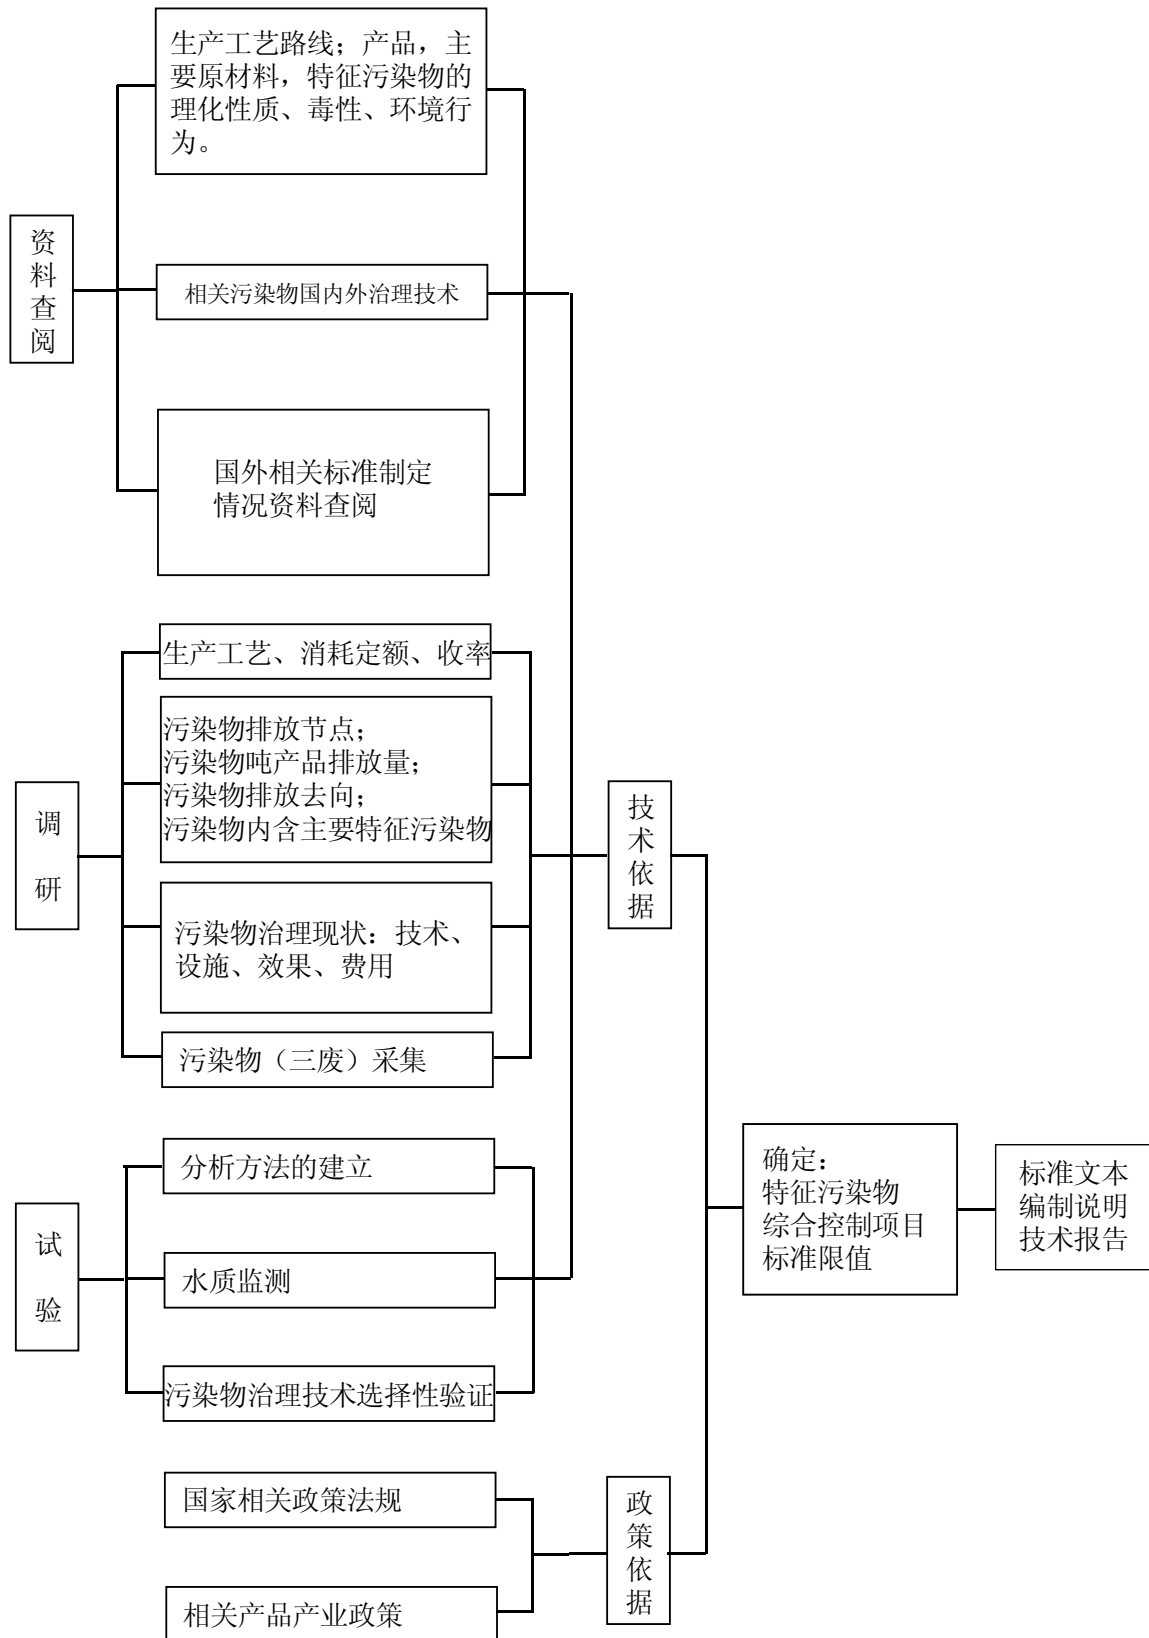 生产工艺路线；产品，主
要原材料，特征污染物的
理化性质、毒性、环境行
为。
资
料
查
阅
相关污染物国内外治理技术
国外相关标准制定
情况资料查阅
生产工艺、消耗定额、收率
污染物排放节点；
污染物吨产品排放量；
污染物排放去向；
污染物内含主要特征污染物
调
研
污染物治理现状：技术、
设施、效果、费用
污染物（三废）采集
技
术
依
据
分析方法的建立
试
验
水质监测
污染物治理技术选择性验证
确定：
特征污染物
综合控制项目
标准限值
标准文本
编制说明
技术报告
国家相关政策法规
相关产品产业政策
政
策
依
据